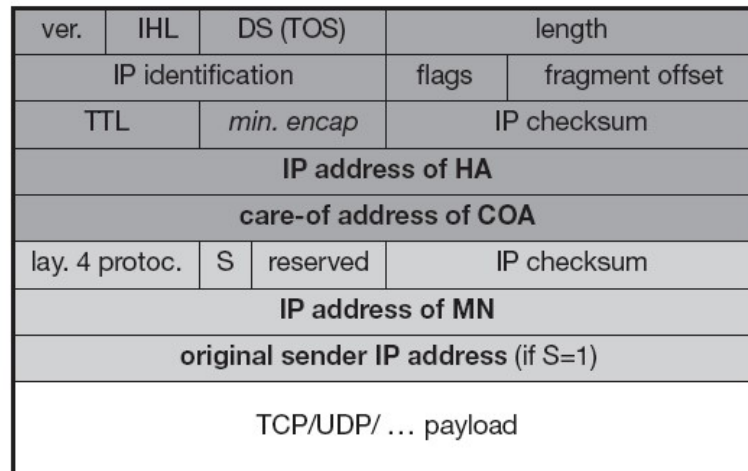 ver. IHL DS (TOS) length
IP identification flags fragment offset
TTL min. encap IP checksum
IP address of HA
care-of address of COA
lay. 4 protoc. S reserved IP checksum
IP address of MN
original sender IP address (if S=1)
TCP/UDP/ … payload